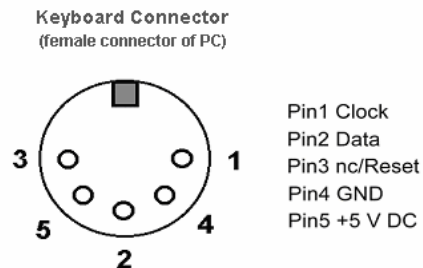 Keyboard Connector
(female connector of PC)
3
1
5
4
2
Pin1 Clock
Pin2 Data
Pin3 nc/Reset
Pin4 GND
Pin5 +5 V DC